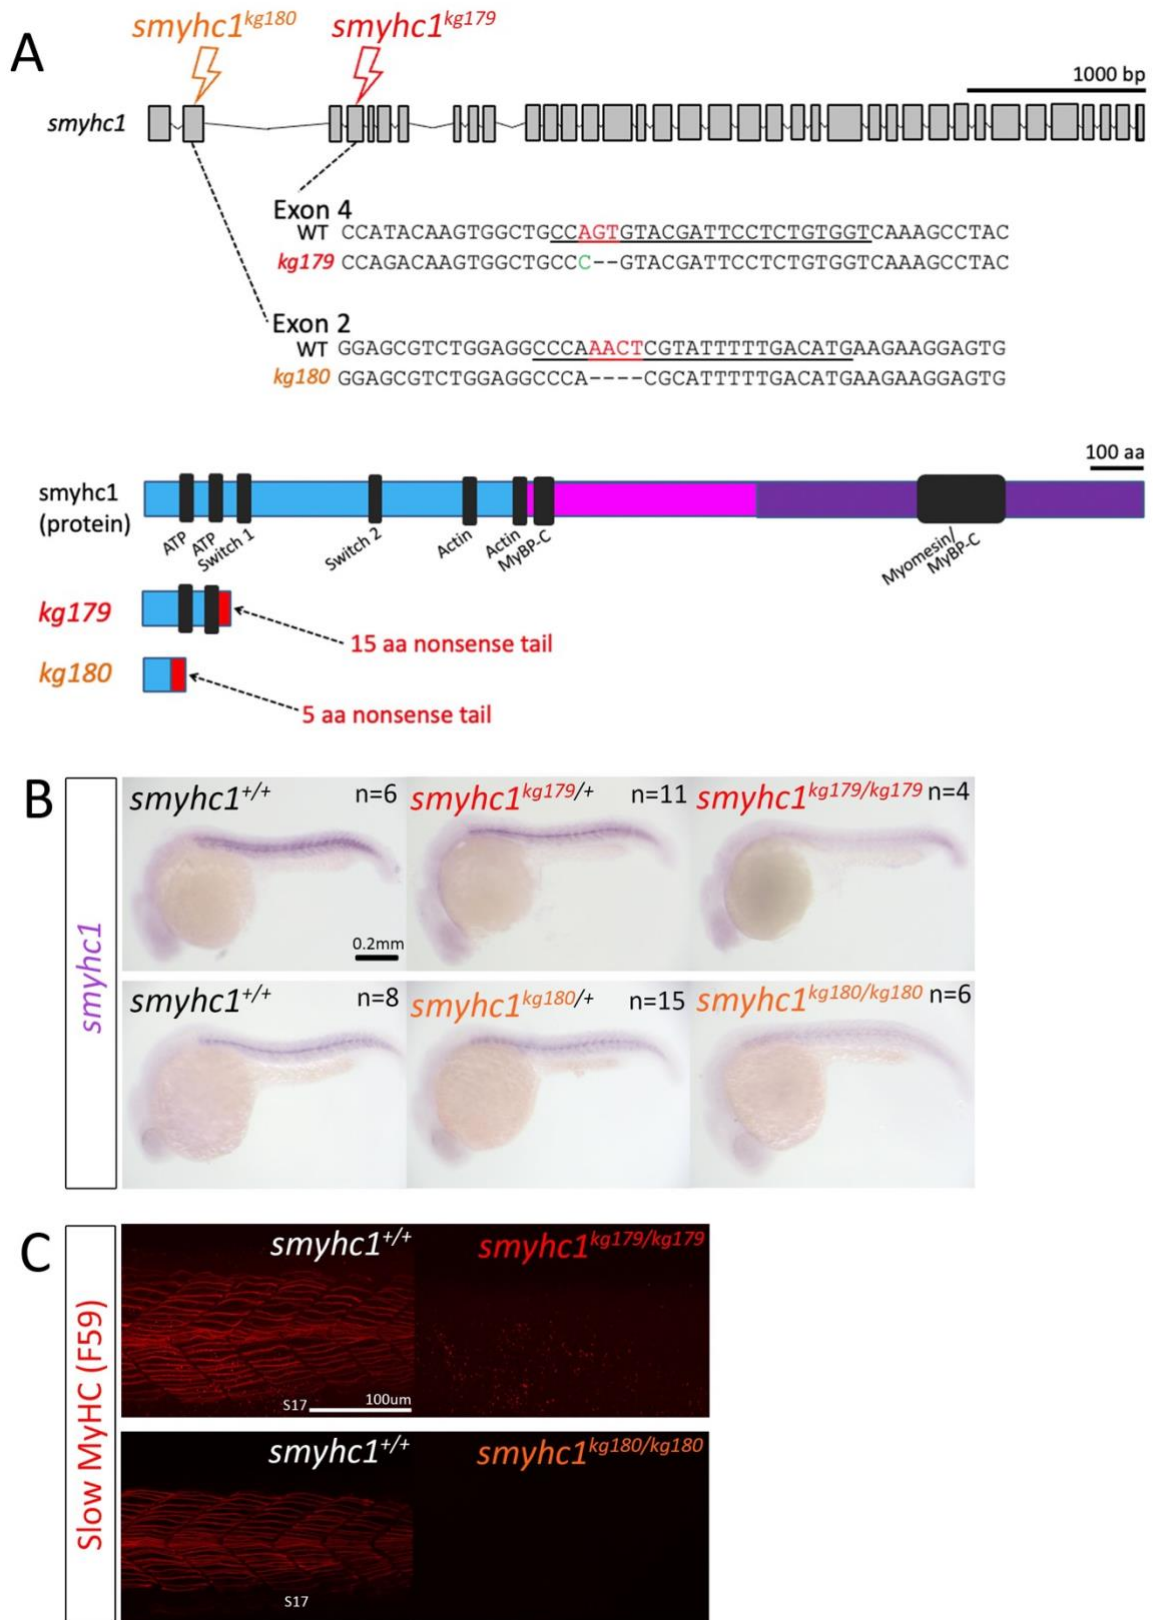 A
smyhc1kg180
smyhc1kg179
1000 bp
smyhc1
Exon 4
WT CCATACAAGTGGCTGCCAGTGTACGATTCCTCTGTGGTCAAAGCCTAC
kg179 CCAGACAAGTGGCTGCCC--GTACGATTCCTCTGTGGTCAAAGCCTAC
Exon 2
WT GGAGCGTCTGGAGGCCCAAACTCGTATTTTTGACATGAAGAAGGAGTG
kg180 GGAGCGTCTGGAGGCCCA----CGCATTTTTGACATGAAGAAGGAGTG
100 aa
smyhc1
(protein)
ATP
ATP
Switch 1
Switch 2
Actin
Actin
MyBP-C
Myomesin/
MyBP-C
kg179
15 aa nonsense tail
kg180
5 aa nonsense tail
B
smyhc1
smyhc1+/+ n=6
smyhc1kg179/+ n=11
smyhc1kg179/kg179 n=4
0.2mm
smyhc1+/+ n=8
smyhc1kg180/+ n=15
smyhc1kg180/kg180 n=6
C
Slow MyHC (F59)
smyhc1+/+
smyhc1kg179/kg179
S17
100um
smyhc1+/+
smyhc1kg180/kg180
S17